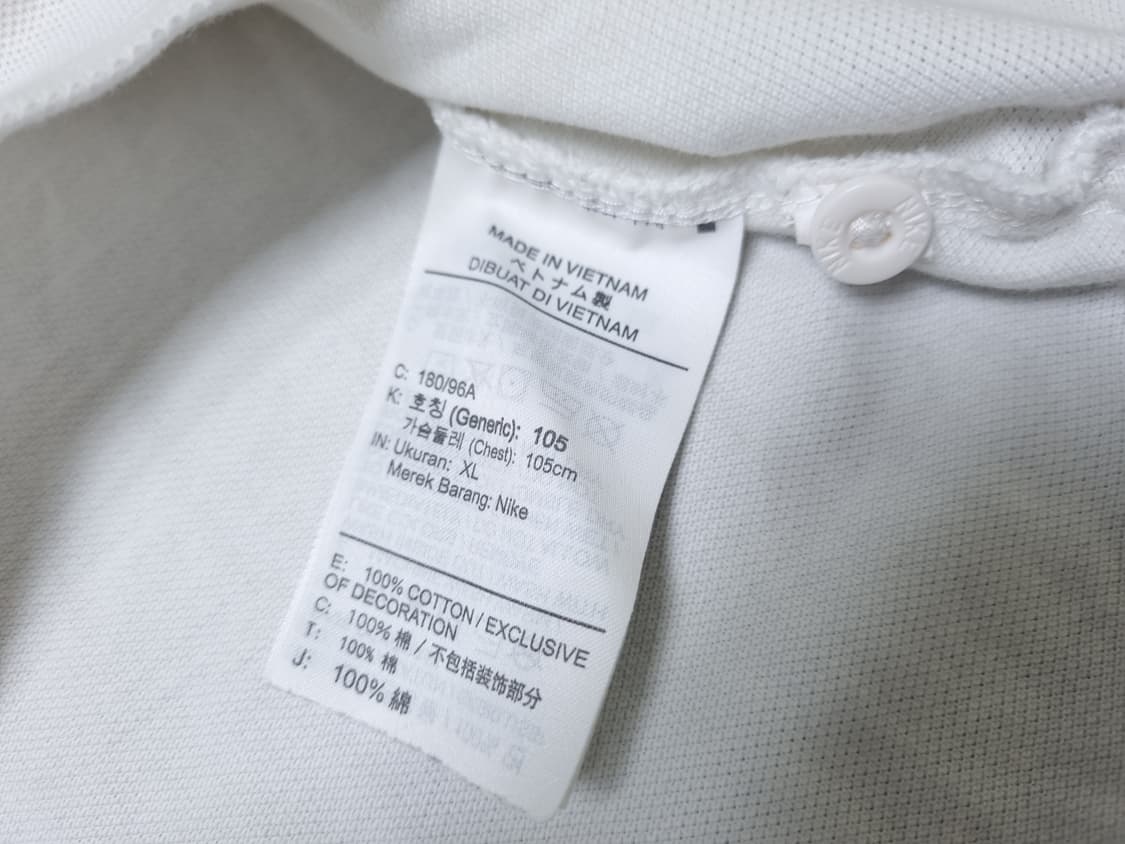 MADE IN VIETNAM
ベトナム製
DIBUAT DI VIETNAM
C: 180/96A
K: 호칭 (Generic): 105
가슴둘레 (Chest): 105cm
IN: Ukuran: XL
Merek Barang: Nike
E: 100% COTTON / EXCLUSIVE
OF DECORATION
C: 100% 棉 / 不包括装饰部分
T: 100% 棉
J: 100% 綿